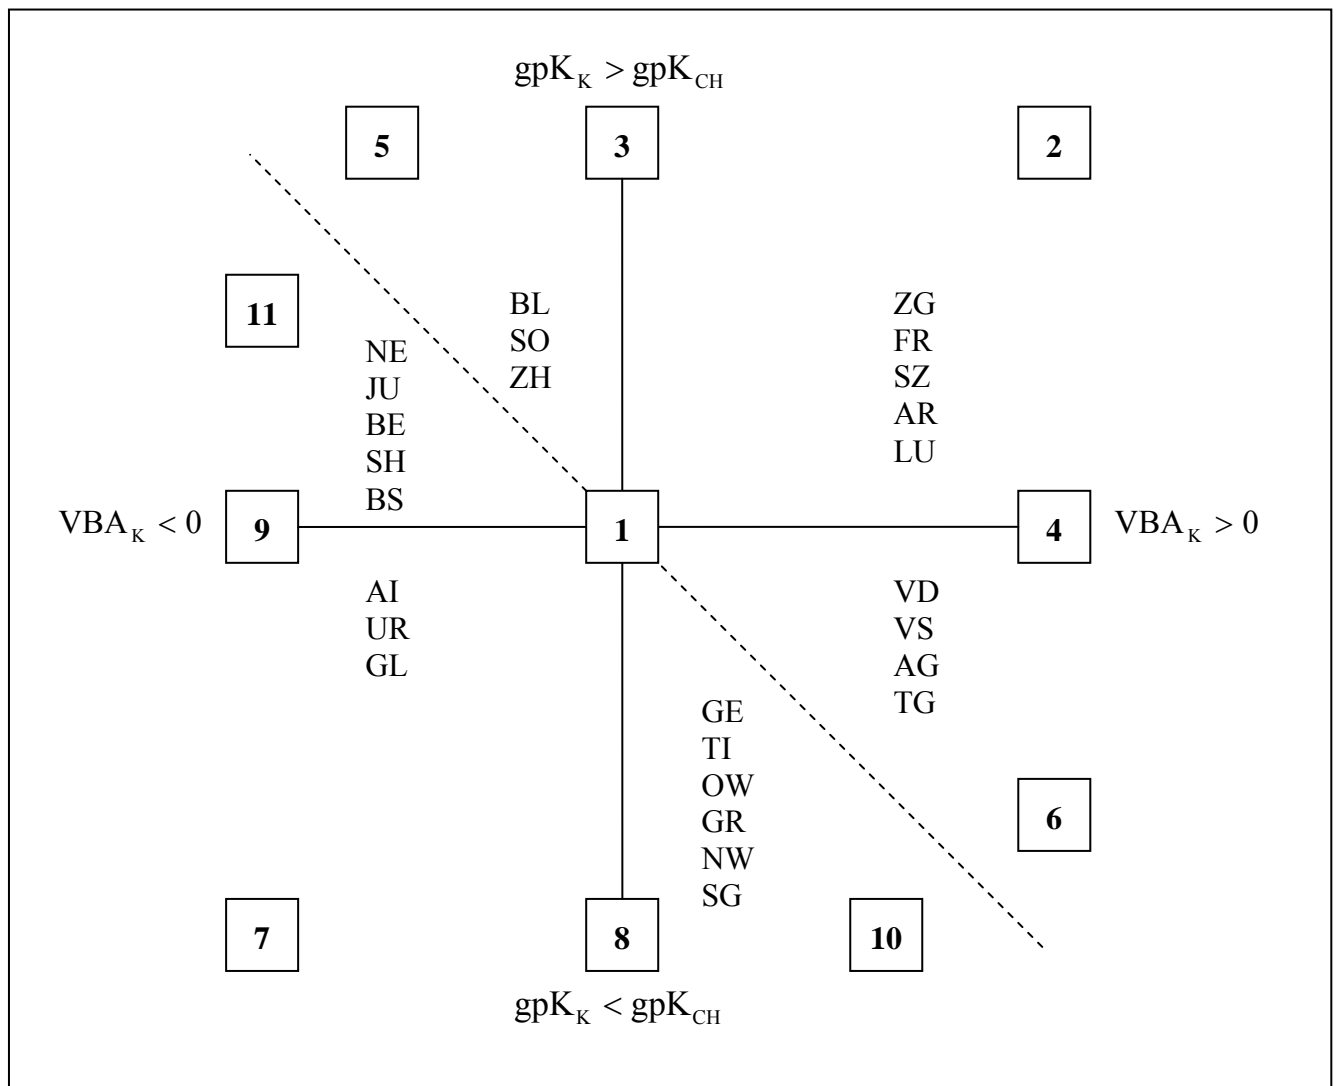 gpK_K > gpK_CH
5 3 2
11
BL
SO
ZH
ZG
FR
SZ
AR
LU
NE
JU
BE
SH
BS
VBA_K < 0 9 1 4 VBA_K > 0
AI
UR
GL
VD
VS
AG
TG
GE
TI
OW
GR
NW
SG
6
7 8 10
gpK_K < gpK_CH